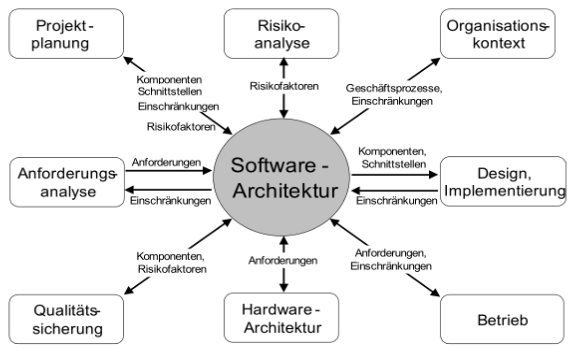 Projekt-
planung
Risiko-
analyse
Organisations-
kontext
Komponenten
Schnittstellen
Einschränkungen
Risikofaktoren
Risikofaktoren
Geschäftsprozesse,
Einschränkungen
Anforderungs-
analyse
Anforderungen
Einschränkungen
Software -
Architektur
Komponenten,
Schnittstellen
Einschränkungen
Design,
Implementierung
Komponenten,
Risikofaktoren
Anforderungen
Anforderungen,
Einschränkungen
Qualitäts-
sicherung
Hardware -
Architektur
Betrieb